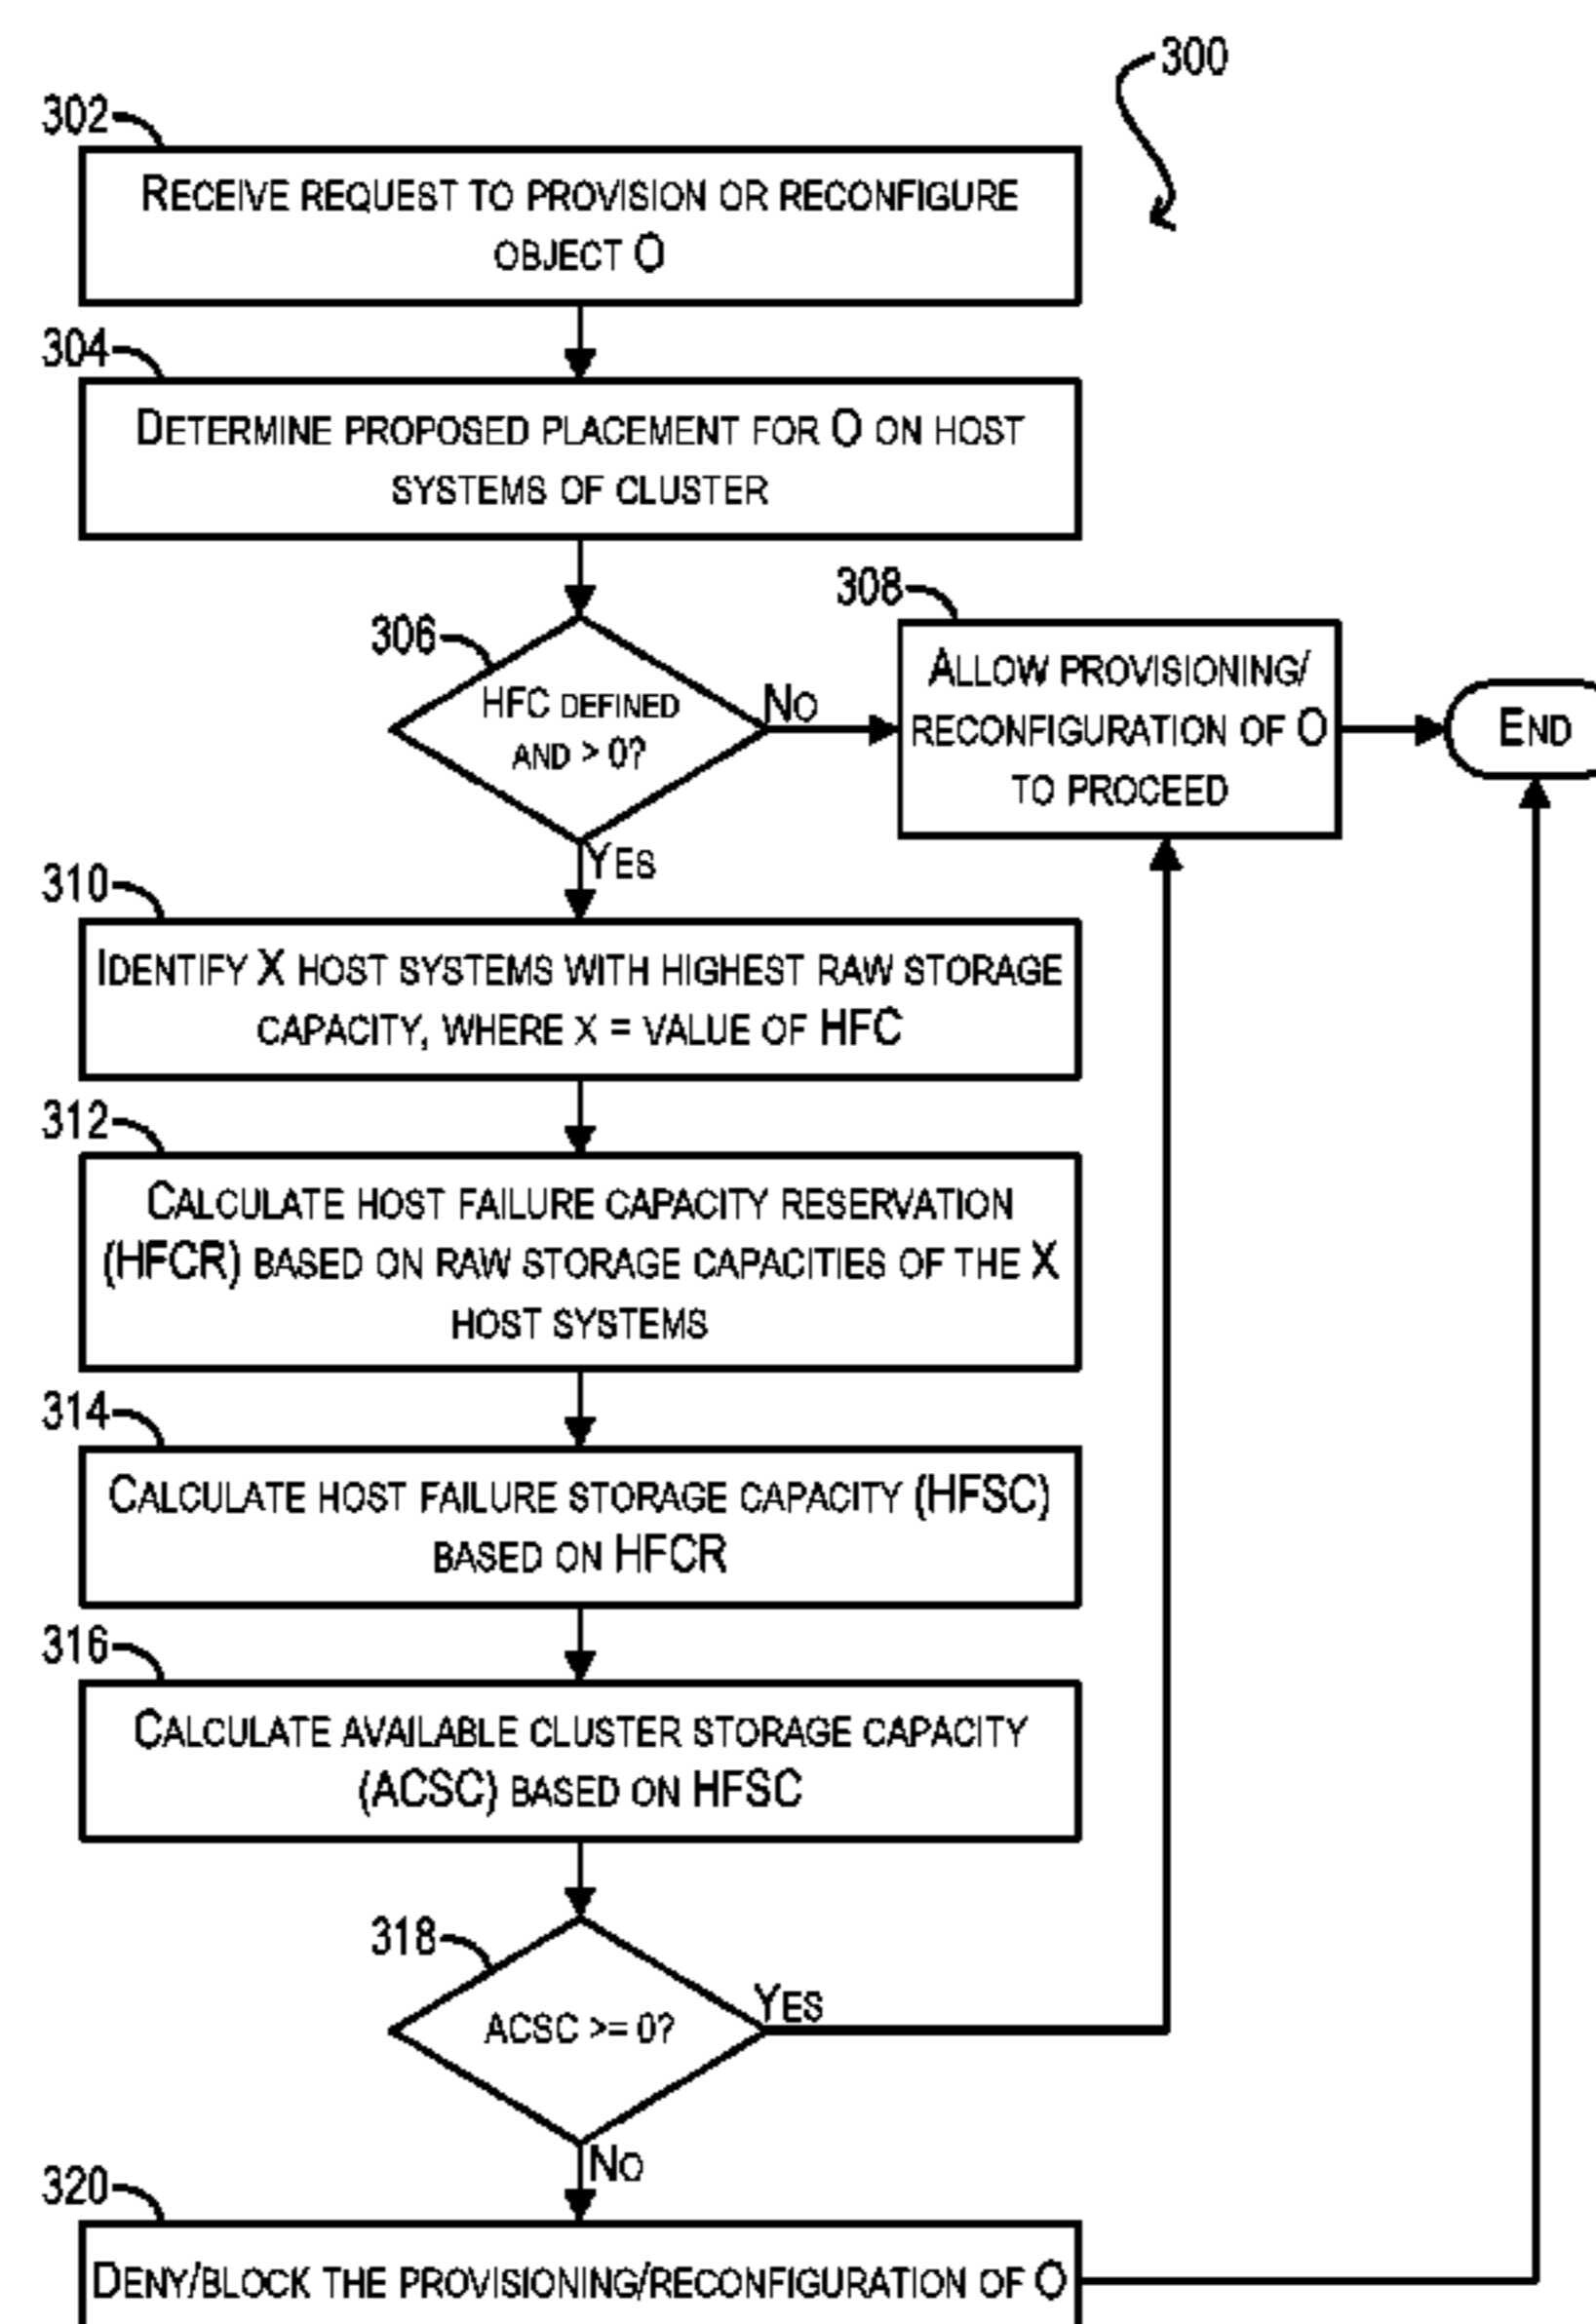 300
302
RECEIVE REQUEST TO PROVISION OR RECONFIGURE
OBJECT O
304
DETERMINE PROPOSED PLACEMENT FOR O ON HOST
SYSTEMS OF CLUSTER
306
HFC DEFINED
AND > 0?
NO
308
ALLOW PROVISIONING/
RECONFIGURATION OF O
TO PROCEED
END
YES
310
IDENTIFY X HOST SYSTEMS WITH HIGHEST RAW STORAGE
CAPACITY, WHERE X = VALUE OF HFC
312
CALCULATE HOST FAILURE CAPACITY RESERVATION
(HFCR) BASED ON RAW STORAGE CAPACITIES OF THE X
HOST SYSTEMS
314
CALCULATE HOST FAILURE STORAGE CAPACITY (HFSC)
BASED ON HFCR
316
CALCULATE AVAILABLE CLUSTER STORAGE CAPACITY
(ACSC) BASED ON HFSC
318
ACSC >= 0?
YES
NO
320
DENY/BLOCK THE PROVISIONING/RECONFIGURATION OF O